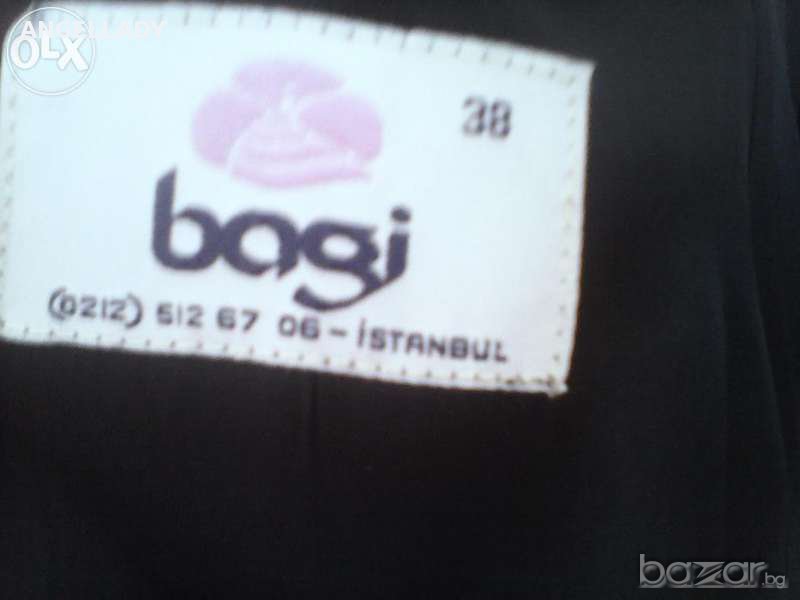 ANGELLADY
OLX
38
bagi
(0212) 512 67 06 - İSTANBUL
bazar.bg